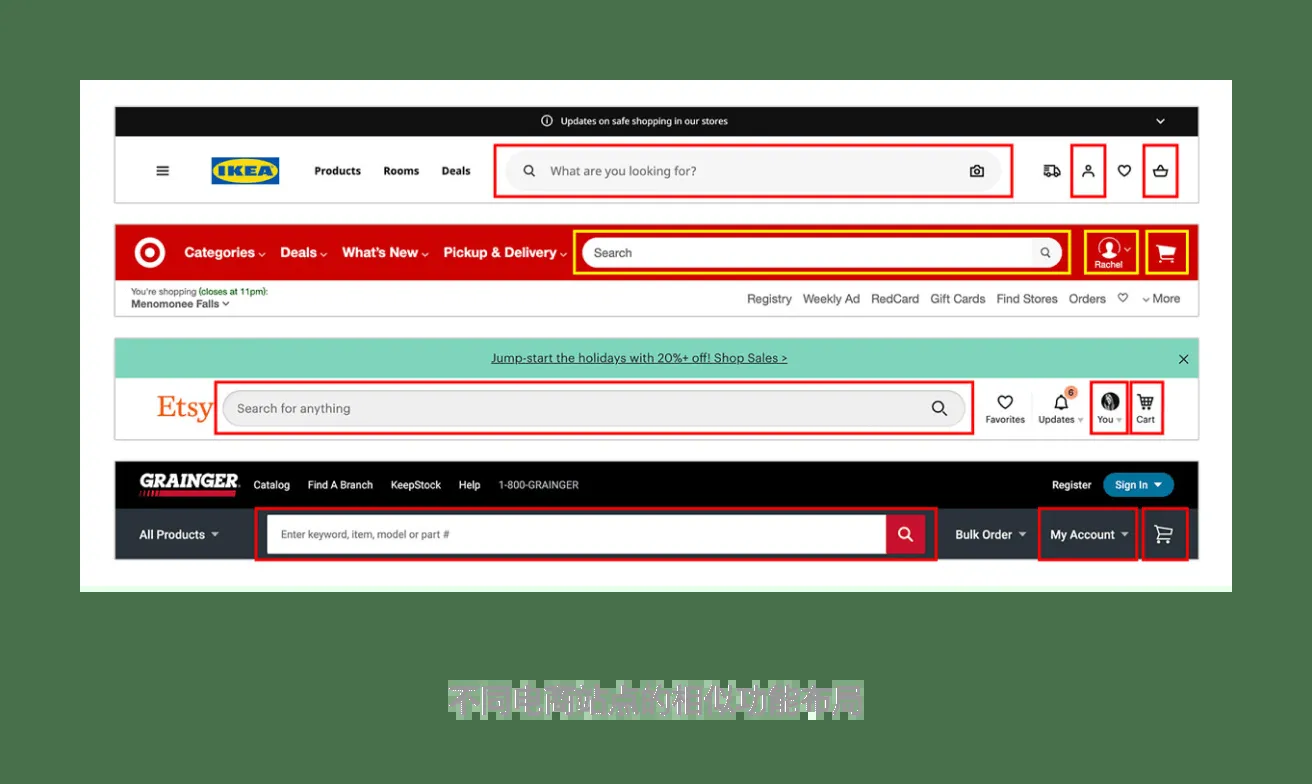 Updates on safe shopping in our stores
IKEA Products Rooms Deals What are you looking for?
Categories Deals What's New Pickup & Delivery Search Rachel
You're shopping (closes at 11pm):
Menomonee Falls
Registry Weekly Ad RedCard Gift Cards Find Stores Orders More
Jump-start the holidays with 20%+ off! Shop Sales >
Etsy Search for anything Favorites 6 Updates You Cart
GRAINGER Catalog Find A Branch KeepStock Help 1-800-GRAINGER Register Sign In
All Products Enter keyword, item, model or part # Bulk Order My Account
不同电商站点的相似功能布局